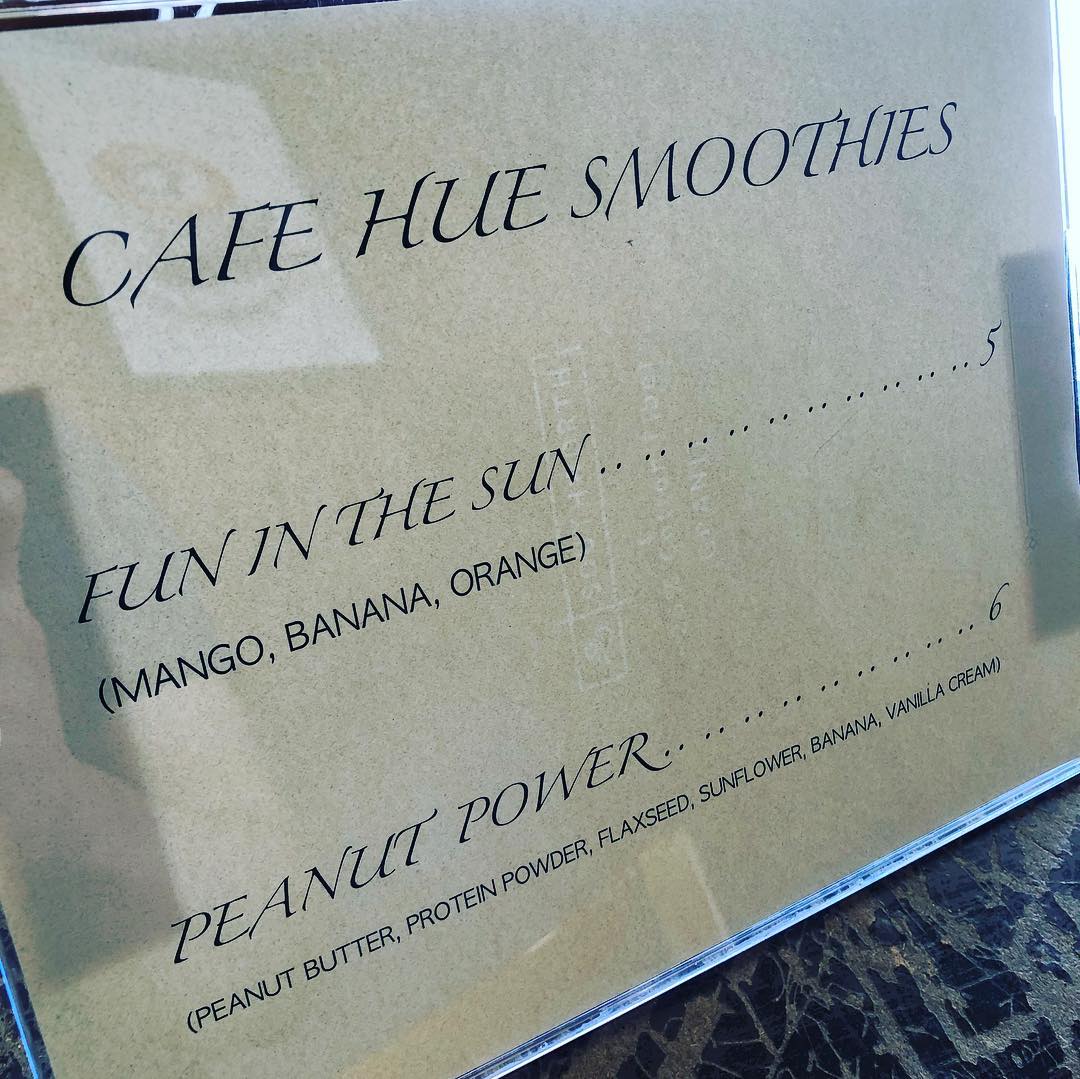 CAFE HUE SMOOTHIES
FUN IN THE SUN .. .. .. .. .. .. .. .. .. .. 5
(MANGO, BANANA, ORANGE)
PEANUT POWER .. .. .. .. .. .. .. .. 6
(PEANUT BUTTER, PROTEIN POWDER, FLAXSEED, SUNFLOWER, BANANA, VANILLA CREAM)